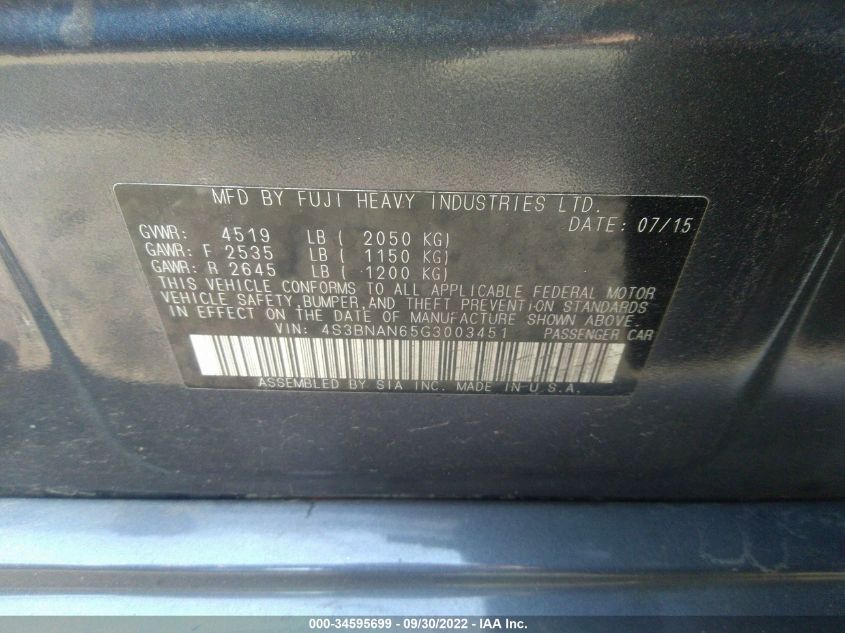 MFD BY FUJI HEAVY INDUSTRIES LTD.
DATE: 07/15
GVWR: 4519 LB ( 2050 KG)
GAWR: F 2535 LB ( 1150 KG)
GAWR: R 2645 LB ( 1200 KG)
THIS VEHICLE CONFORMS TO ALL APPLICABLE FEDERAL MOTOR
VEHICLE SAFETY, BUMPER, AND THEFT PREVENTION STANDARDS
IN EFFECT ON THE DATE OF MANUFACTURE SHOWN ABOVE.
VIN: 4S3BNAN65G3003451 PASSENGER CAR
ASSEMBLED BY SIA INC. MADE IN U.S.A.
000-34595699 - 09/30/2022 - IAA Inc.